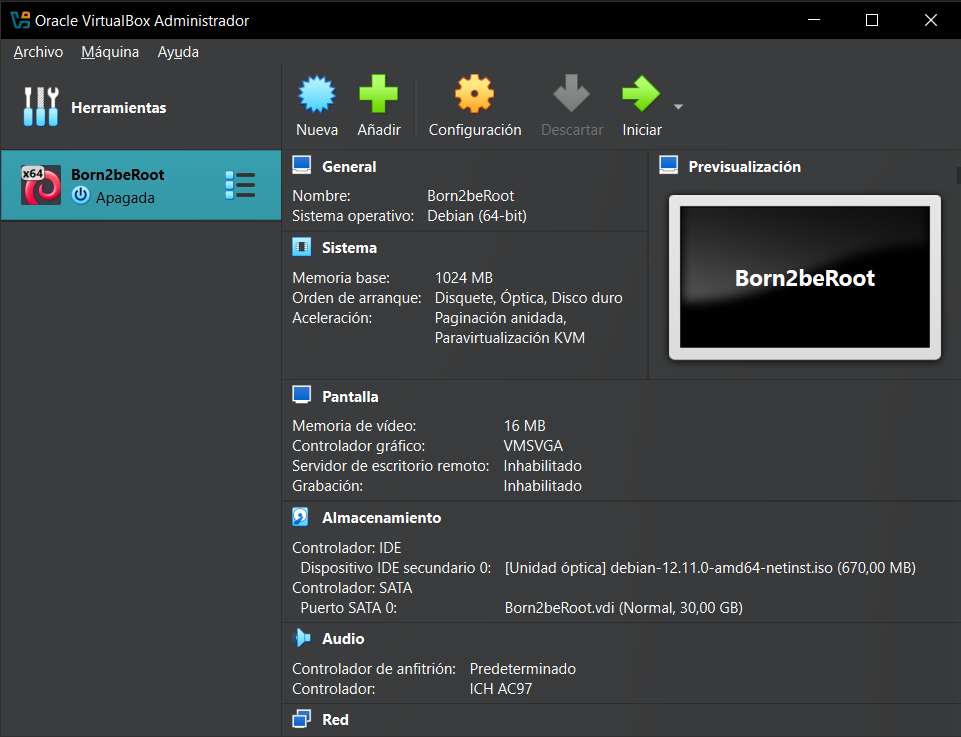 Oracle VirtualBox Administrador
Archivo Máquina Ayuda
Herramientas
Nueva Añadir Configuración Descartar Iniciar
x64
Born2beRoot
Apagada
General
Nombre: Born2beRoot
Sistema operativo: Debian (64-bit)
Previsualización
Born2beRoot
Sistema
Memoria base: 1024 MB
Orden de arranque: Disquete, Óptica, Disco duro
Aceleración: Paginación anidada,
Paravirtualización KVM
Pantalla
Memoria de vídeo: 16 MB
Controlador gráfico: VMSVGA
Servidor de escritorio remoto: Inhabilitado
Grabación: Inhabilitado
Almacenamiento
Controlador: IDE
Dispositivo IDE secundario 0: [Unidad óptica] debian-12.11.0-amd64-netinst.iso (670,00 MB)
Controlador: SATA
Puerto SATA 0: Born2beRoot.vdi (Normal, 30,00 GB)
Audio
Controlador de anfitrión: Predeterminado
Controlador: ICH AC97
Red